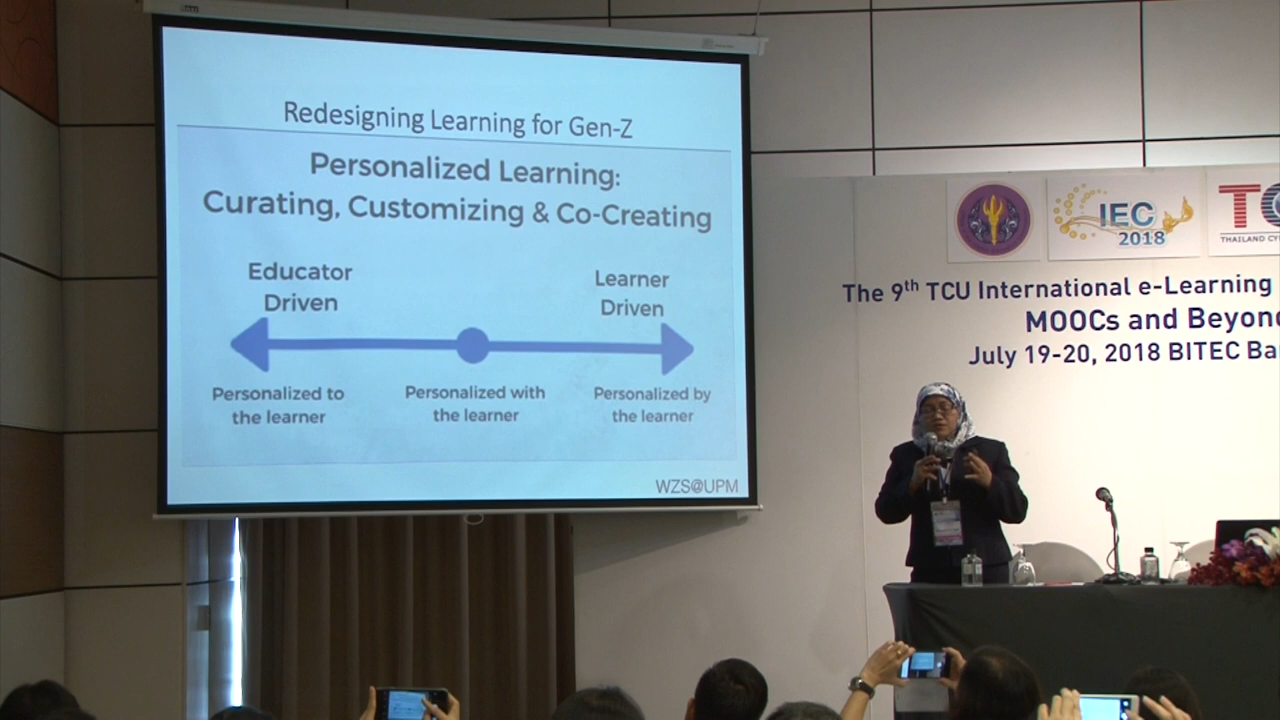 Redesigning Learning for Gen-Z
Personalized Learning:
Curating, Customizing & Co-Creating
Educator
Driven
Learner
Driven
Personalized to
the learner
Personalized with
the learner
Personalized by
the learner
WZS@UPM
IEC
2018
THAILAND
The 9th TCU International e-Learning
MOOCs and Beyond
July 19-20, 2018 BITEC